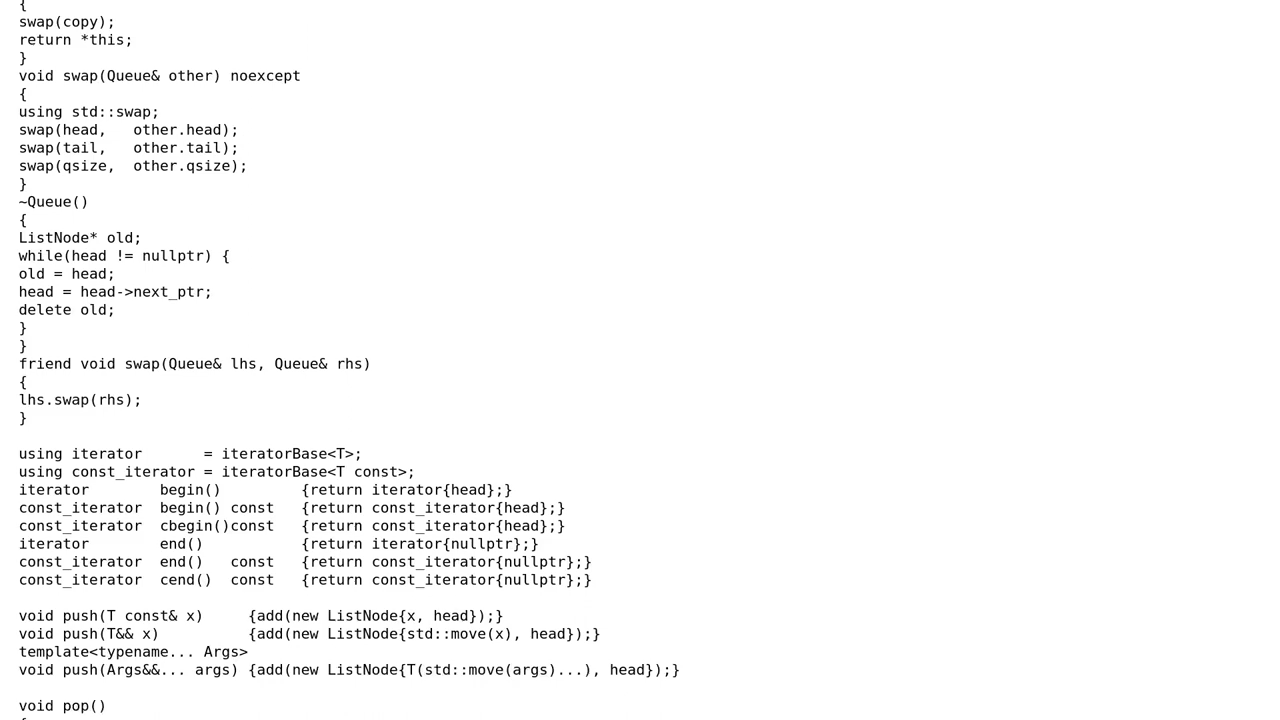 {
swap(copy);
return *this;
}
void swap(Queue& other) noexcept
{
using std::swap;
swap(head,   other.head);
swap(tail,   other.tail);
swap(qsize,  other.qsize);
}
~Queue()
{
ListNode* old;
while(head != nullptr) {
old = head;
head = head->next_ptr;
delete old;
}
}
friend void swap(Queue& lhs, Queue& rhs)
{
lhs.swap(rhs);
}

using iterator       = iteratorBase<T>;
using const_iterator = iteratorBase<T const>;
iterator        begin()         {return iterator{head};}
const_iterator  begin() const   {return const_iterator{head};}
const_iterator  cbegin()const   {return const_iterator{head};}
iterator        end()           {return iterator{nullptr};}
const_iterator  end()   const   {return const_iterator{nullptr};}
const_iterator  cend()  const   {return const_iterator{nullptr};}

void push(T const& x)     {add(new ListNode{x, head});}
void push(T&& x)          {add(new ListNode{std::move(x), head});}
template<typename... Args>
void push(Args&&... args) {add(new ListNode{T(std::move(args)...), head});}

void pop()
{